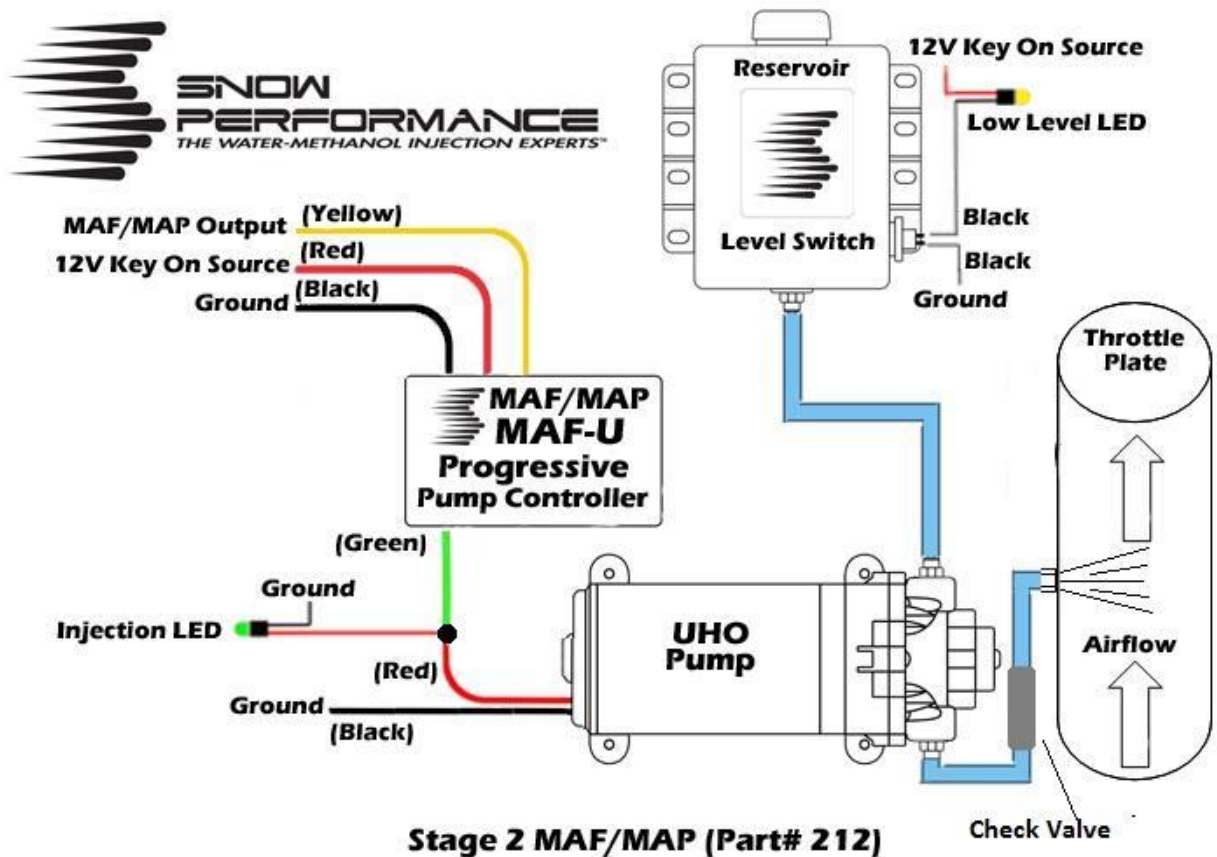 SNOW
PERFORMANCE
THE WATER-METHANOL INJECTION EXPERTS™
Reservoir
Level Switch
12V Key On Source
Low Level LED
Black
Black
Ground
MAF/MAP Output (Yellow)
12V Key On Source (Red)
Ground (Black)
MAF/MAP
MAF-U
Progressive
Pump Controller
(Green)
Ground
Injection LED
(Red)
Ground
(Black)
UHO
Pump
Throttle
Plate
Airflow
Check Valve
Stage 2 MAF/MAP (Part# 212)